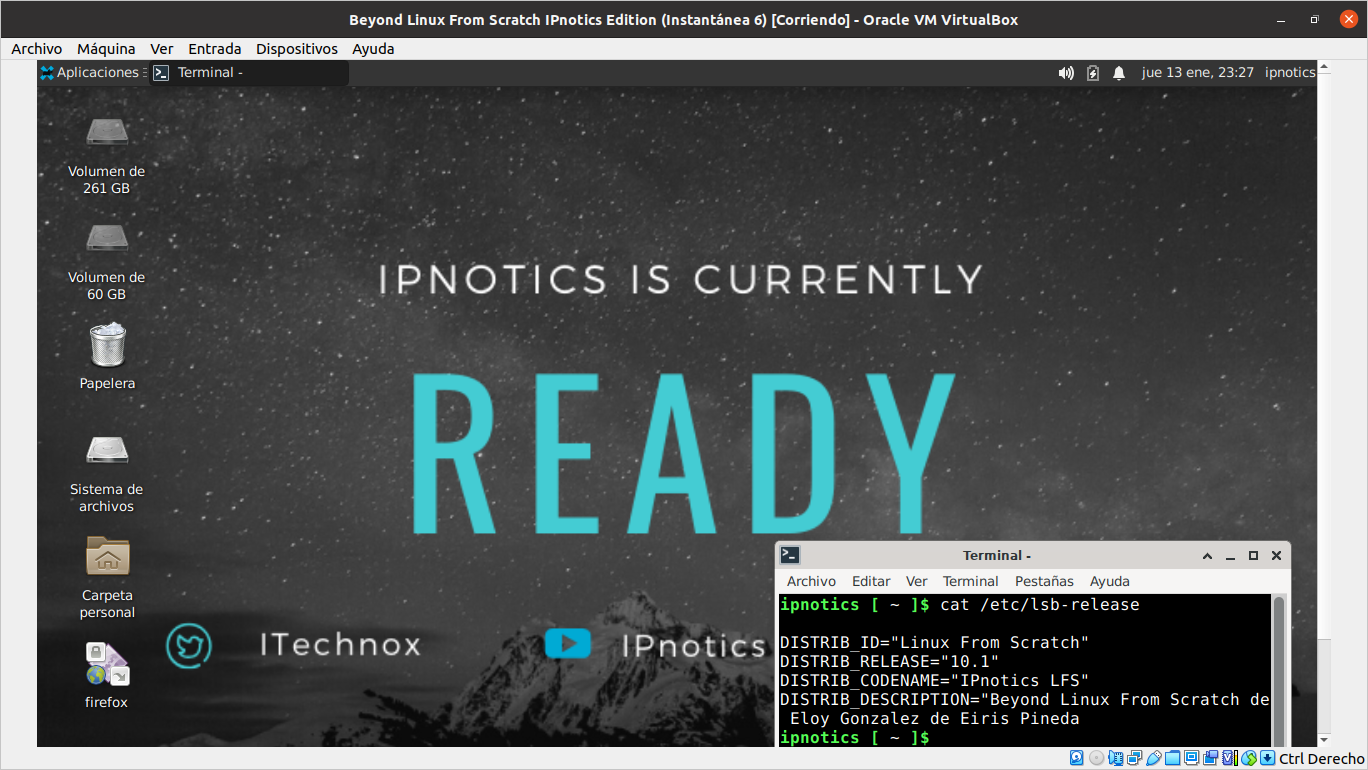 Beyond Linux From Scratch IPnotics Edition (Instantánea 6) [Corriendo] - Oracle VM VirtualBox
Archivo Máquina Ver Entrada Dispositivos Ayuda
Aplicaciones Terminal - jue 13 ene, 23:27 ipnotics
Volumen de
261 GB
Volumen de
60 GB
Papelera
Sistema de
archivos
Carpeta
personal
firefox
IPNOTICS IS CURRENTLY
READY
ITechnox IPnotics
Terminal -
Archivo Editar Ver Terminal Pestañas Ayuda
ipnotics [ ~ ]$ cat /etc/lsb-release
DISTRIB_ID="Linux From Scratch"
DISTRIB_RELEASE="10.1"
DISTRIB_CODENAME="IPnotics LFS"
DISTRIB_DESCRIPTION="Beyond Linux From Scratch de
Eloy Gonzalez de Eiris Pineda
ipnotics [ ~ ]$
Ctrl Derecho